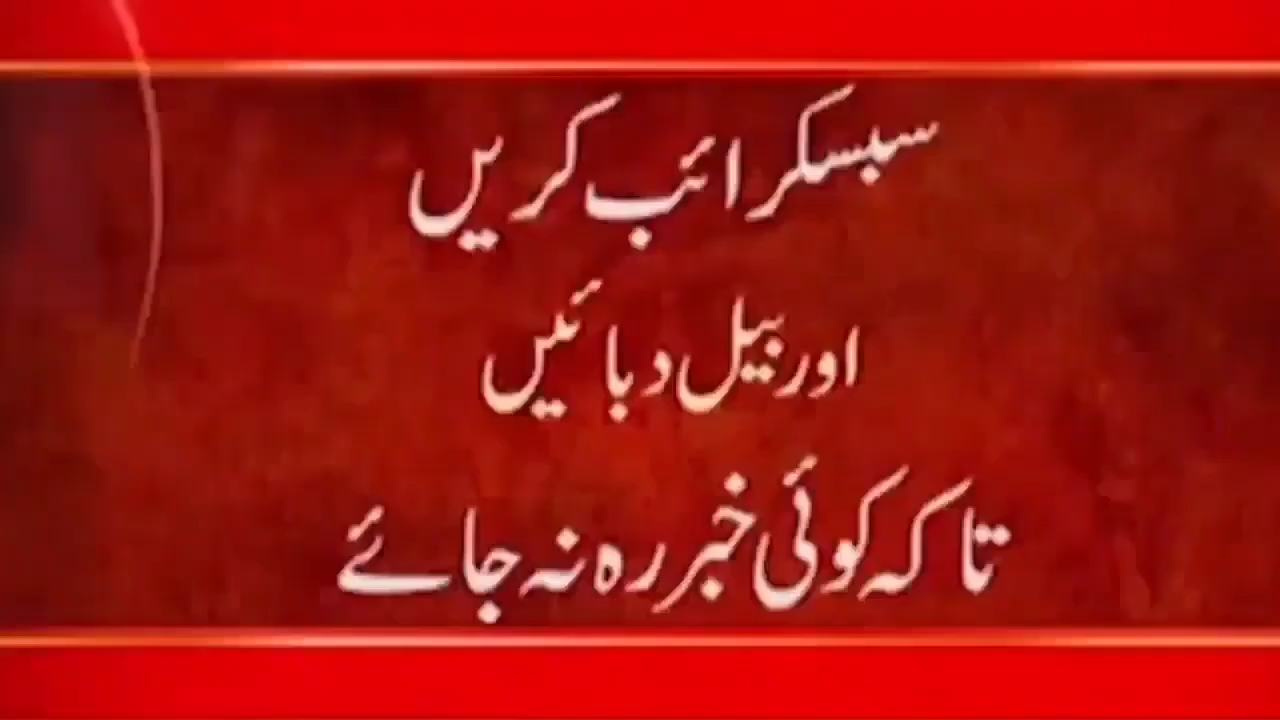 سبسکرائب کریں
اور بیل دبائیں
تاکہ کوئی خبر رہ نہ جائے